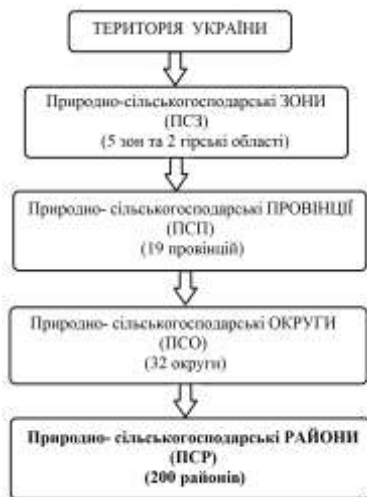 ТЕРИТОРІЯ УКРАЇНИ
Природно-сільськогосподарські ЗОНИ
(ПСЗ)
(5 зон та 2 гірські області)
Природно- сільськогосподарські ПРОВІНЦІЇ
(ПСП)
(19 провінцій)
Природно- сільськогосподарські ОКРУГИ
(ПСО)
(32 округи)
Природно- сільськогосподарські РАЙОНИ
(ПСР)
(200 районів)